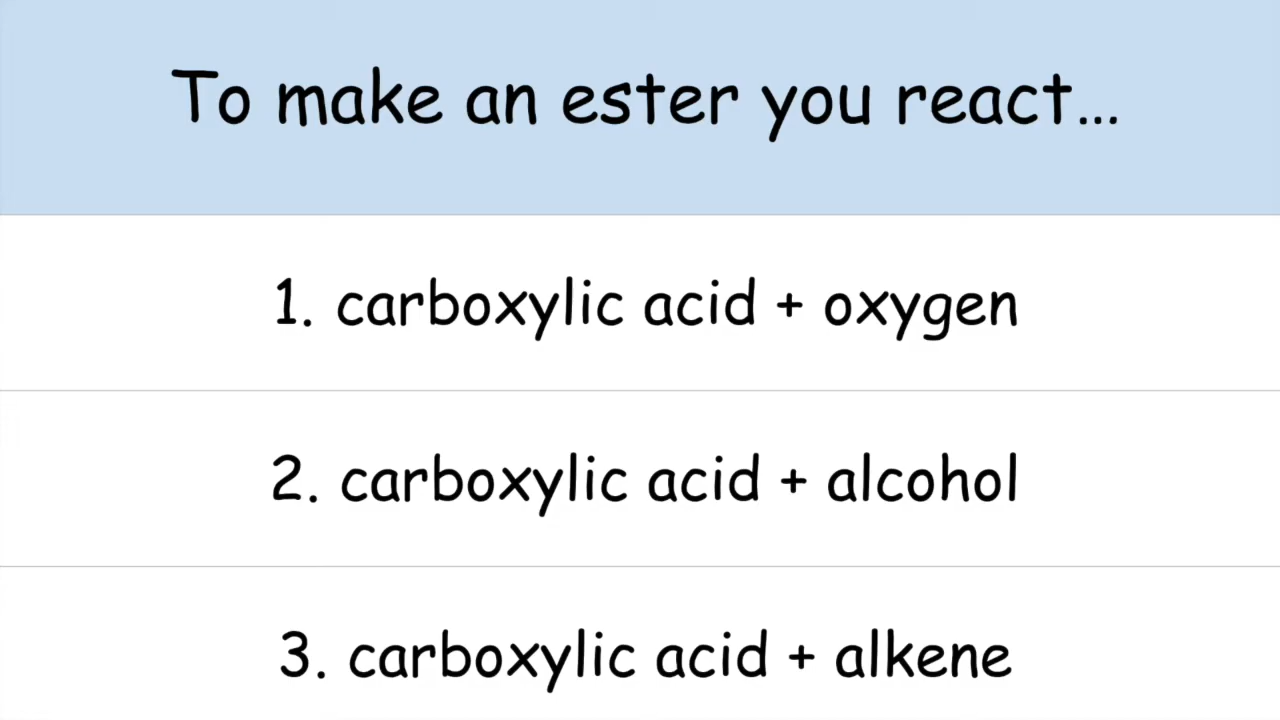 To make an ester you react...
1. carboxylic acid + oxygen
2. carboxylic acid + alcohol
3. carboxylic acid + alkene